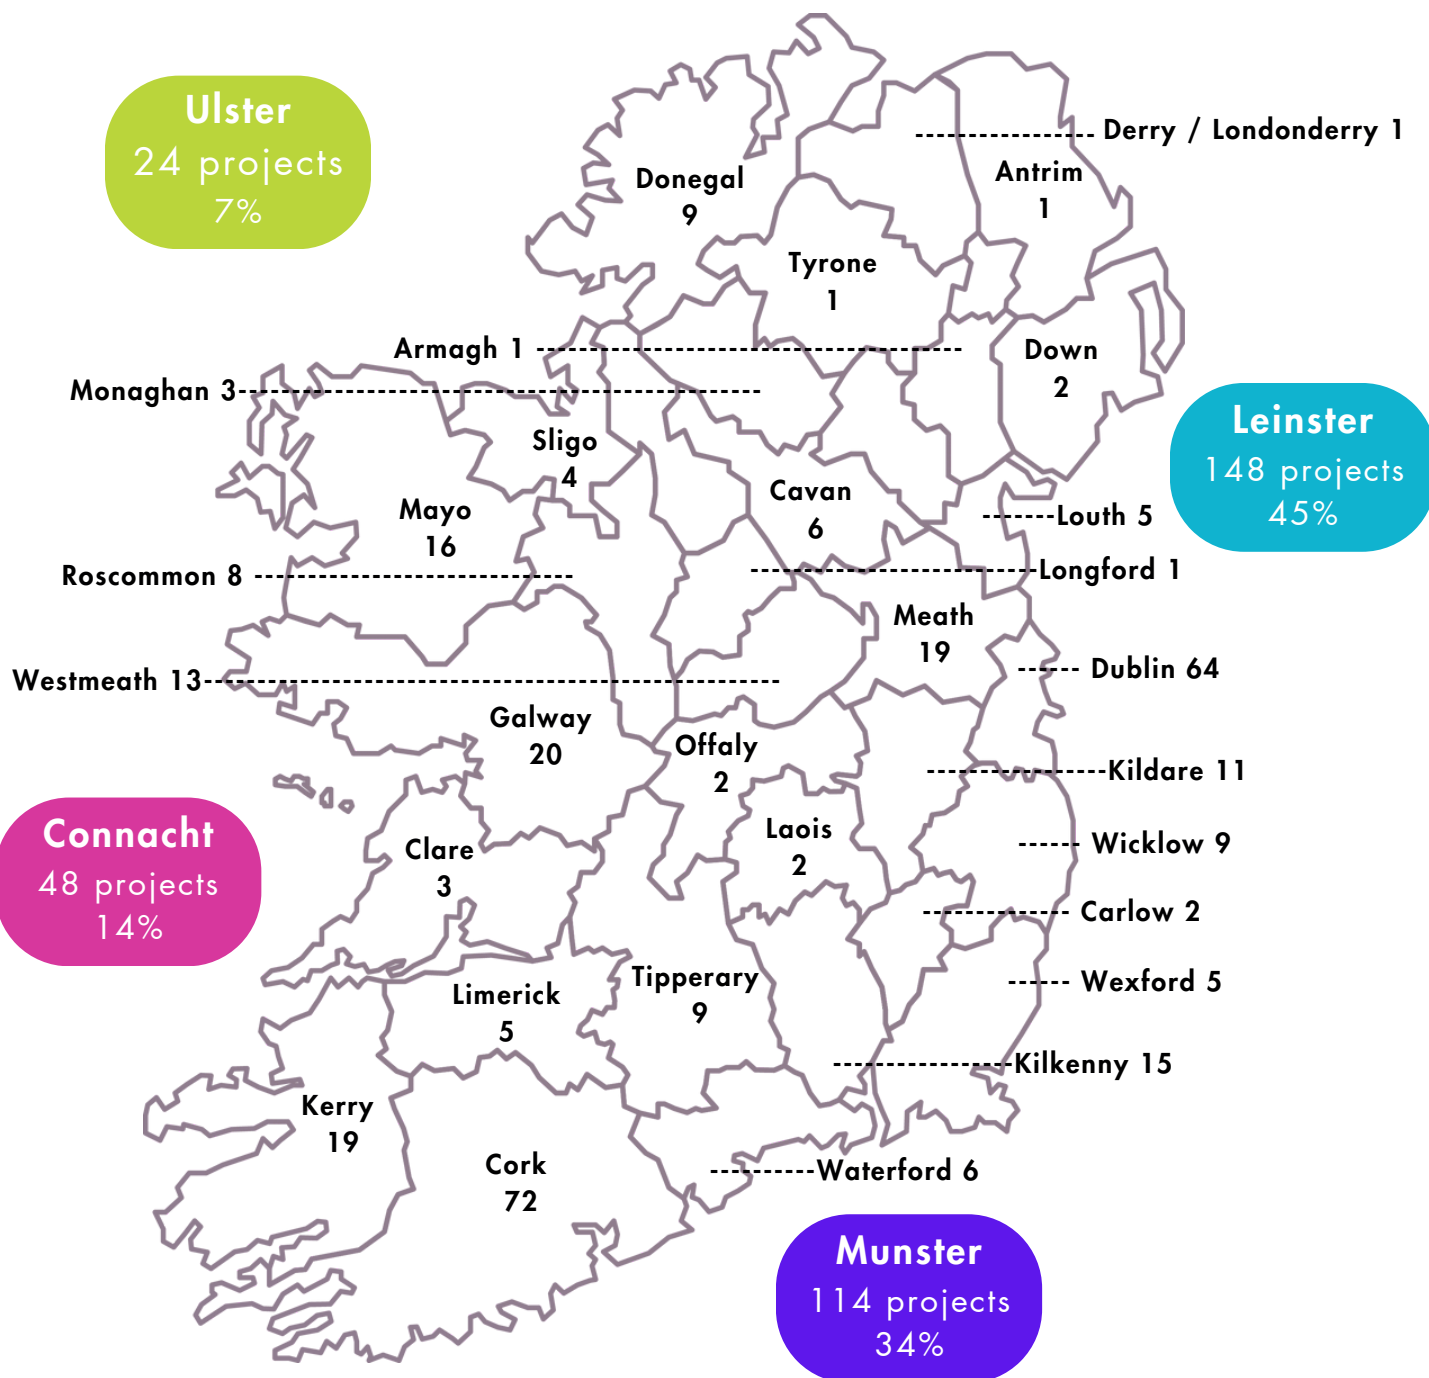 Ulster
24 projects
7%
Derry / Londonderry 1
Donegal
9
Antrim
1
Tyrone
1
Armagh 1
Down
2
Monaghan 3
Leinster
148 projects
45%
Sligo
4
Cavan
6
Mayo
16
Louth 5
Roscommon 8
Longford 1
Meath
19
Westmeath 13
Dublin 64
Galway
20
Offaly
2
Kildare 11
Connacht
48 projects
14%
Clare
3
Laois
2
Wicklow 9
Carlow 2
Limerick
5
Tipperary
9
Wexford 5
Kilkenny 15
Kerry
19
Cork
72
Waterford 6
Munster
114 projects
34%